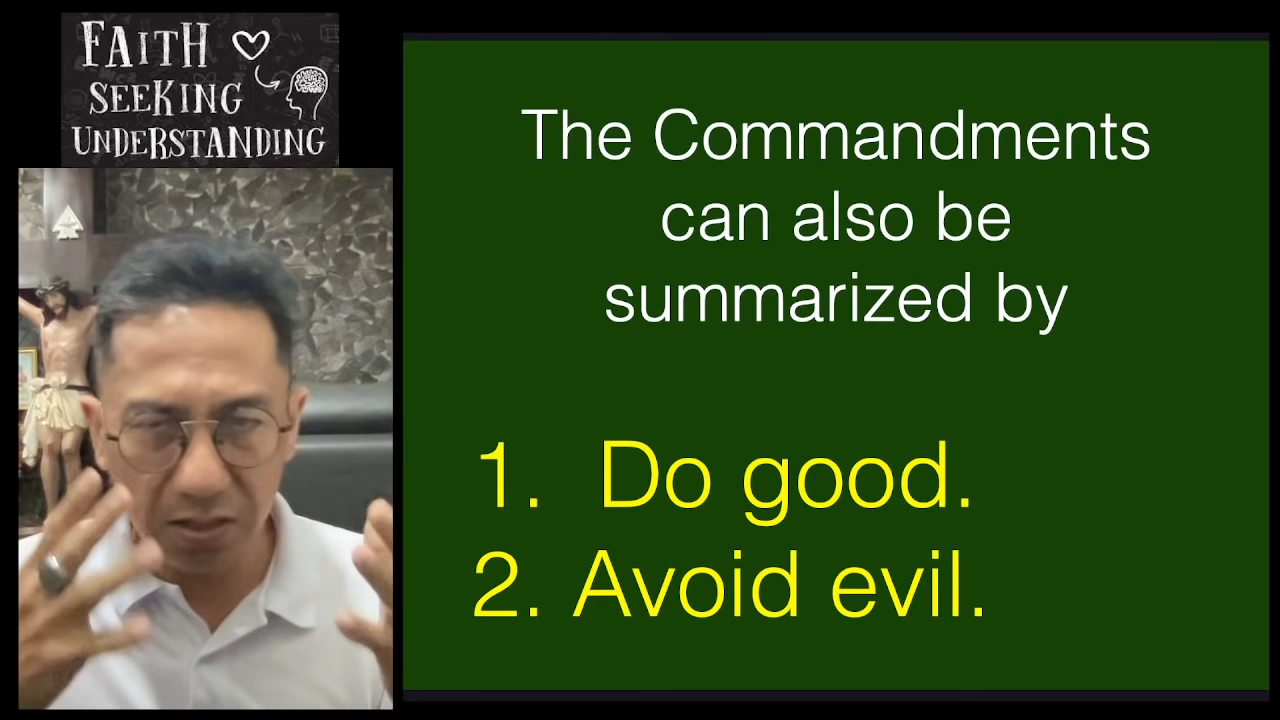 FAITH
SEEKING
UNDERSTANDING
The Commandments
can also be
summarized by
1. Do good.
2. Avoid evil.